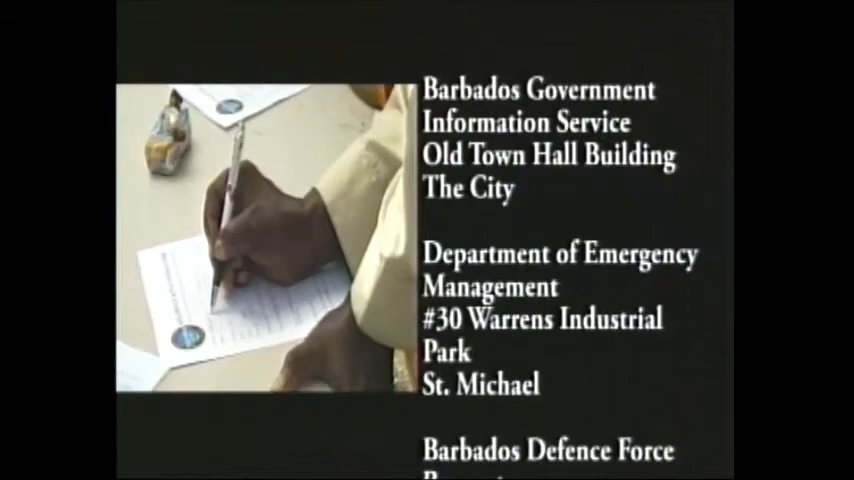 Barbados Government
Information Service
Old Town Hall Building
The City
Department of Emergency
Management
#30 Warrens Industrial
Park
St. Michael
Barbados Defence Force